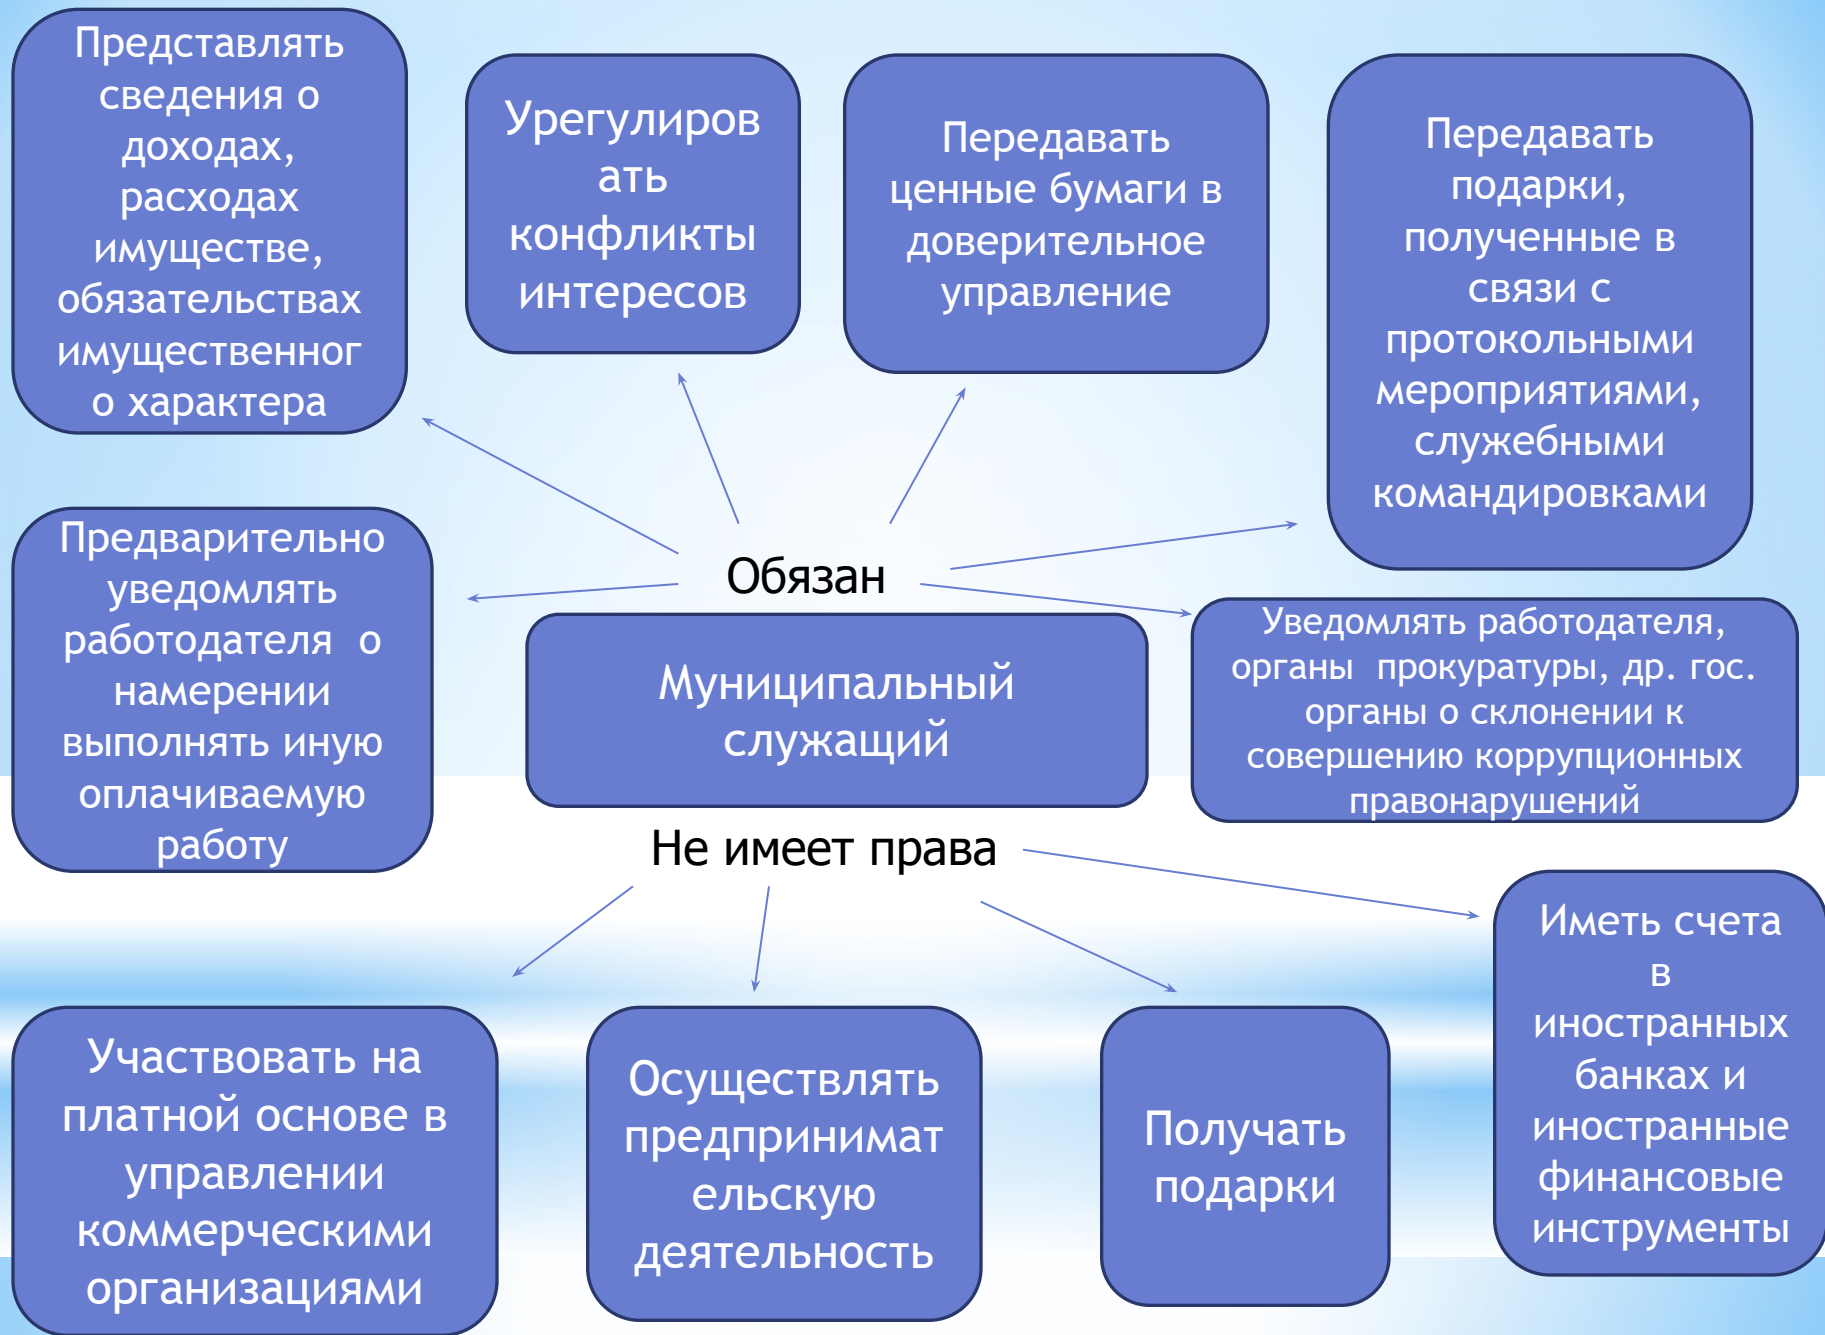 Представлять
сведения о
доходах,
расходах
имуществе,
обязательствах
имущественног
о характера
Урегулиров
ать
конфликты
интересов
Передавать
ценные бумаги в
доверительное
управление
Передавать
подарки,
полученные в
связи с
протокольными
мероприятиями,
служебными
командировками
Предварительно
уведомлять
работодателя о
намерении
выполнять иную
оплачиваемую
работу
Обязан
Муниципальный
служащий
Уведомлять работодателя,
органы прокуратуры, др. гос.
органы о склонении к
совершению коррупционных
правонарушений
Не имеет права
Участвовать на
платной основе в
управлении
коммерческими
организациями
Осуществлять
предпринимат
ельскую
деятельность
Получать
подарки
Иметь счета
в
иностранных
банках и
иностранные
финансовые
инструменты